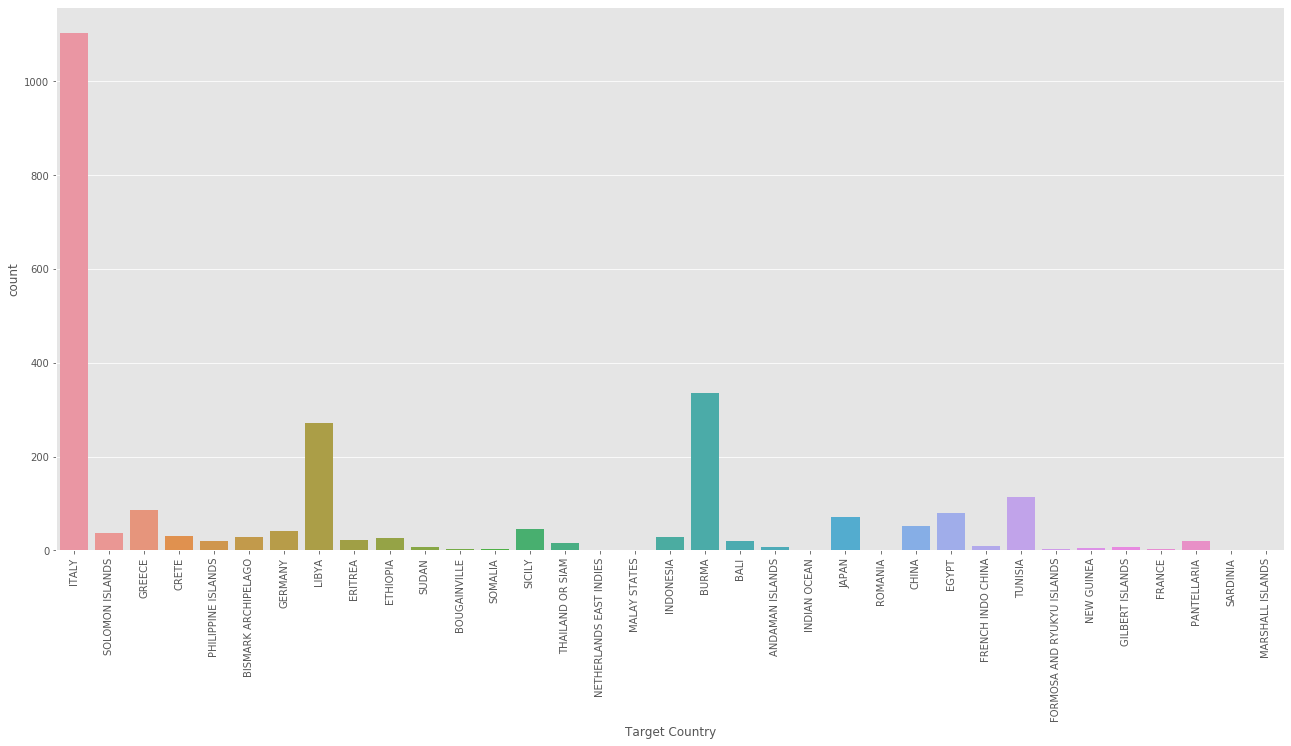 count
1000
800
600
400
200
0
ITALY
SOLOMON ISLANDS
GREECE
CRETE
PHILIPPINE ISLANDS
BISMARK ARCHIPELAGO
GERMANY
LIBYA
ERITREA
ETHIOPIA
SUDAN
BOUGAINVILLE
SOMALIA
SICILY
THAILAND OR SIAM
NETHERLANDS EAST INDIES
MALAY STATES
INDONESIA
BURMA
BALI
ANDAMAN ISLANDS
INDIAN OCEAN
JAPAN
ROMANIA
CHINA
EGYPT
FRENCH INDO CHINA
TUNISIA
FORMOSA AND RYUKYU ISLANDS
NEW GUINEA
GILBERT ISLANDS
FRANCE
PANTELLARIA
SARDINIA
MARSHALL ISLANDS
Target Country